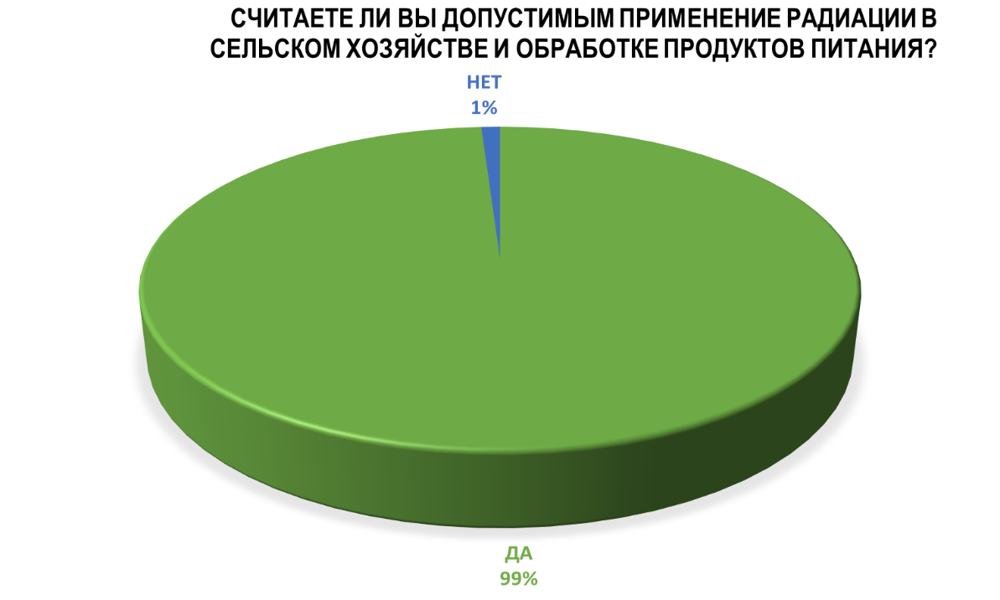 СЧИТАЕТЕ ЛИ ВЫ ДОПУСТИМЫМ ПРИМЕНЕНИЕ РАДИАЦИИ В
СЕЛЬСКОМ ХОЗЯЙСТВЕ И ОБРАБОТКЕ ПРОДУКТОВ ПИТАНИЯ?
НЕТ
1%
ДА
99%